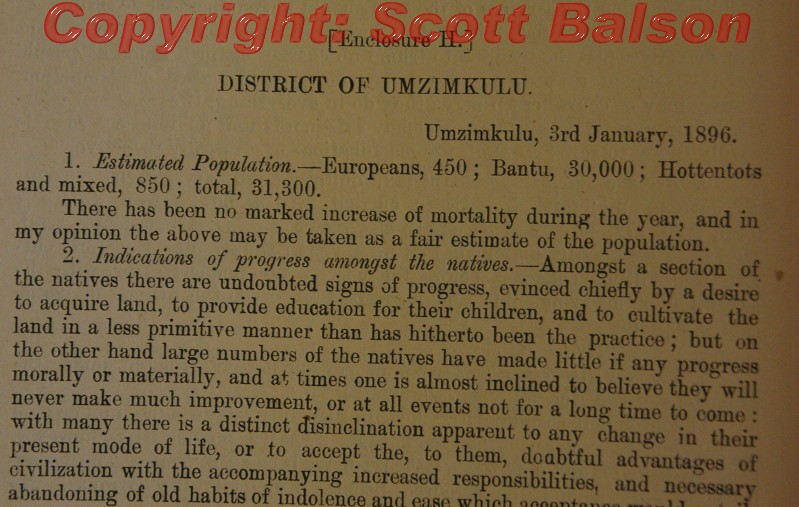 Copyright: Scott Balson
[Enclosure H.]
DISTRICT OF UMZIMKULU.
Umzimkulu, 3rd January, 1896.
1. Estimated Population.—Europeans, 450; Bantu, 30,000; Hottentots
and mixed, 850; total, 31,300.
There has been no marked increase of mortality during the year, and in
my opinion the above may be taken as a fair estimate of the population.
2. Indications of progress amongst the natives.—Amongst a section of
the natives there are undoubted signs of progress, evinced chiefly by a desire
to acquire land, to provide education for their children, and to cultivate the
land in a less primitive manner than has hitherto been the practice; but on
the other hand large numbers of the natives have made little if any progress
morally or materially, and at times one is almost inclined to believe they will
never make much improvement, or at all events not for a long time to come:
with many there is a distinct disinclination apparent to any change in their
present mode of life, or to accept the, to them, doubtful advantages of
civilization with the accompanying increased responsibilities, and necessary
abandoning of old habits of indolence and ease which acceptance